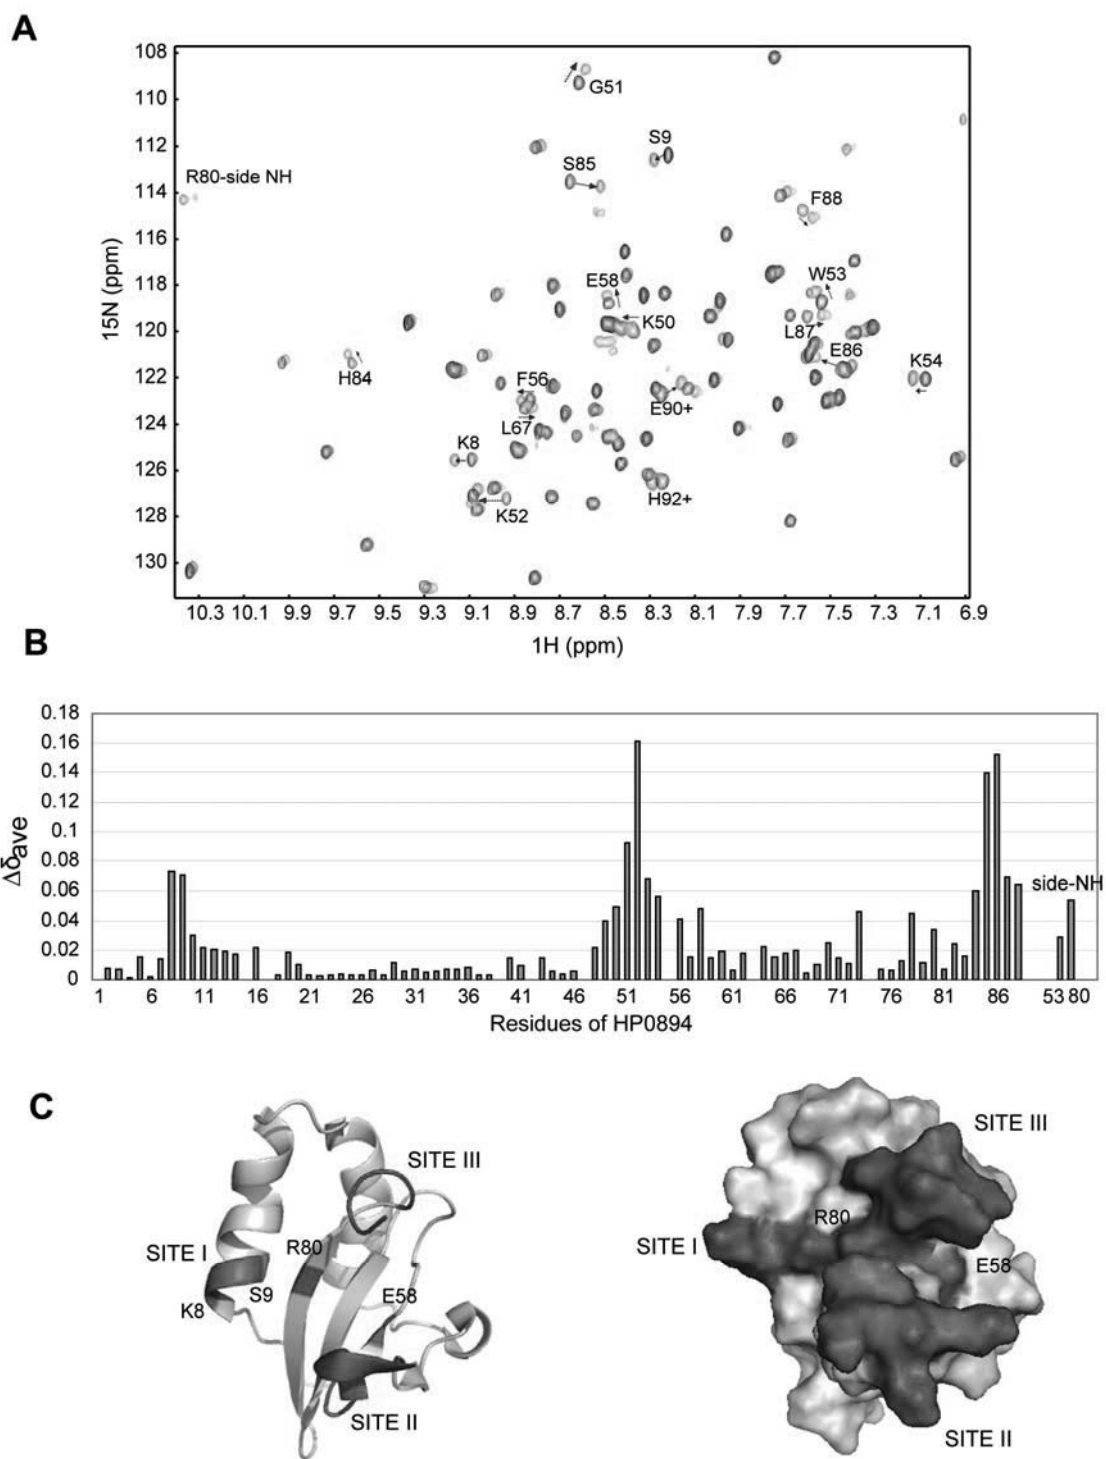 A
108
110
112
114
116
118
120
122
124
126
128
130
15N (ppm)
G51
S9
S85
R80-side NH
F88
E58
W53
K50
L87
H84
F56
E86
K54
E90+
L67
K8
K52
H92+
10.3 10.1 9.9 9.7 9.5 9.3 9.1 8.9 8.7 8.5 8.3 8.1 7.9 7.7 7.5 7.3 7.1 6.9
1H (ppm)
B
0.18
0.16
0.14
0.12
0.1
0.08
0.06
0.04
0.02
0
Δδave
side-NH
1 6 11 16 21 26 31 36 41 46 51 56 61 66 71 76 81 86 53 80
Residues of HP0894
C
SITE III
SITE I
R80
S9
K8
E58
SITE II
SITE III
R80
SITE I
E58
SITE II